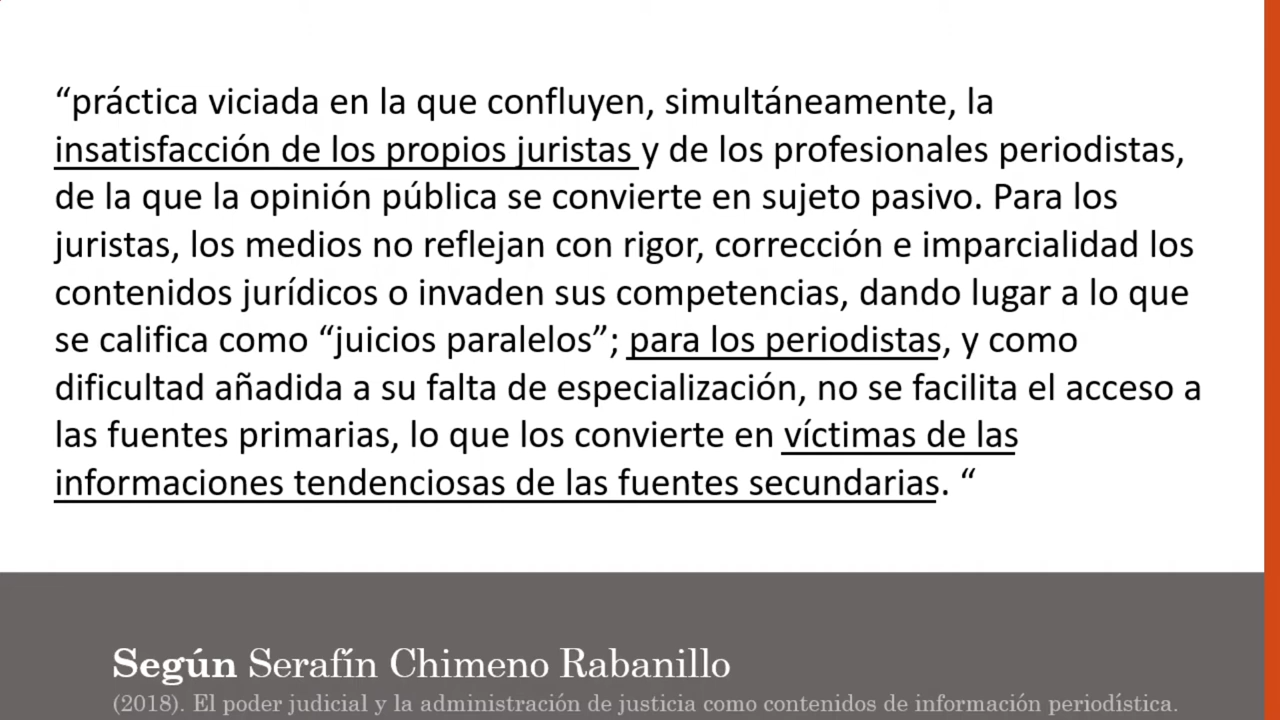 “práctica viciada en la que confluyen, simultáneamente, la
insatisfacción de los propios juristas y de los profesionales periodistas,
de la que la opinión pública se convierte en sujeto pasivo. Para los
juristas, los medios no reflejan con rigor, corrección e imparcialidad los
contenidos jurídicos o invaden sus competencias, dando lugar a lo que
se califica como “juicios paralelos”; para los periodistas, y como
dificultad añadida a su falta de especialización, no se facilita el acceso a
las fuentes primarias, lo que los convierte en víctimas de las
informaciones tendenciosas de las fuentes secundarias. “
Según Serafín Chimeno Rabanillo
(2018). El poder judicial y la administración de justicia como contenidos de información periodística.